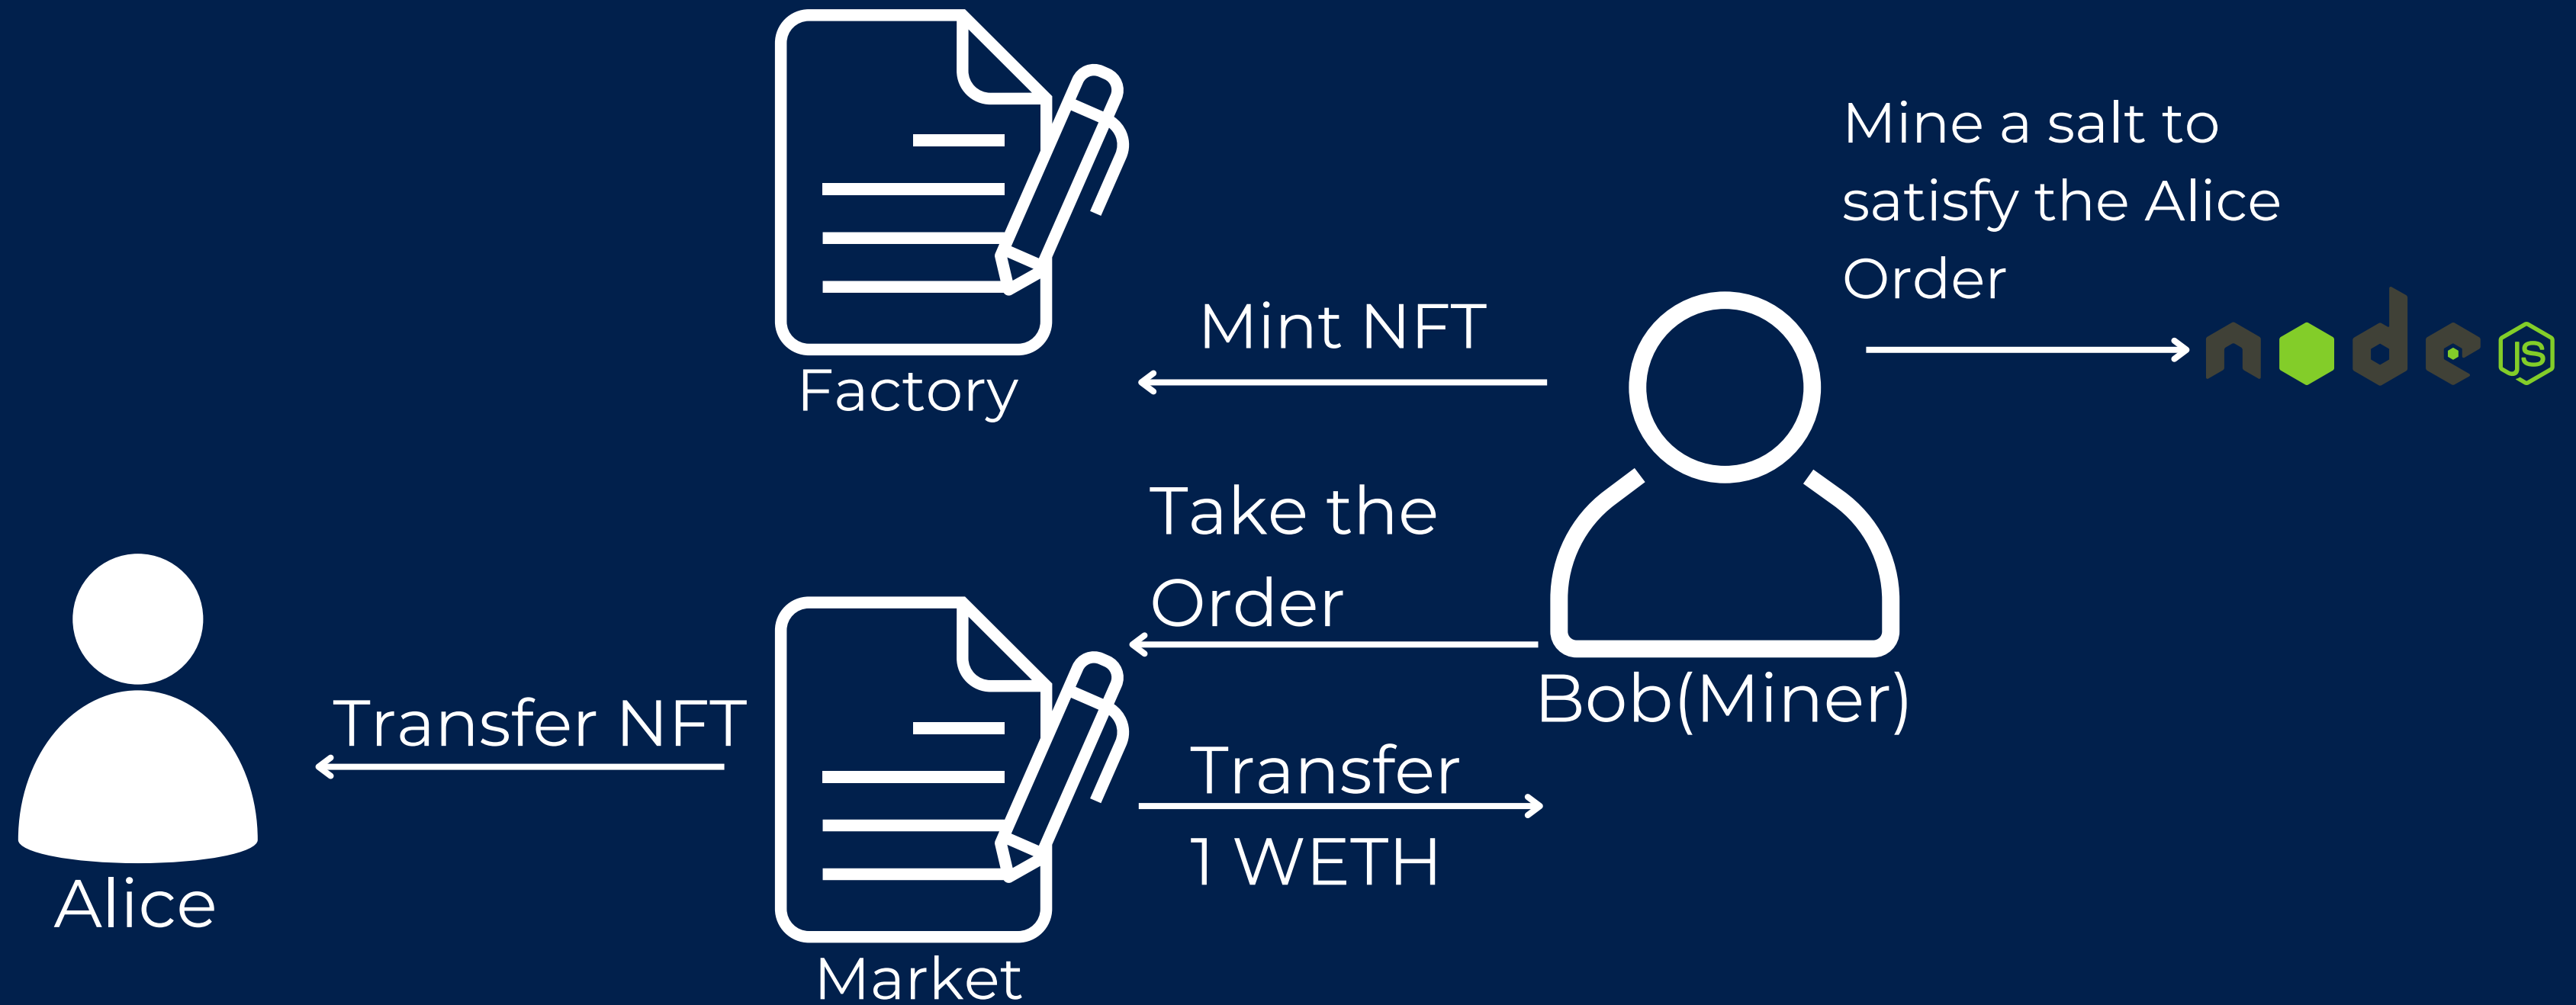 Mine a salt to
satisfy the Alice
Order
node
JS
Mint NFT
Factory
Take the
Order
Bob(Miner)
Transfer NFT
Transfer
1 WETH
Alice
Market